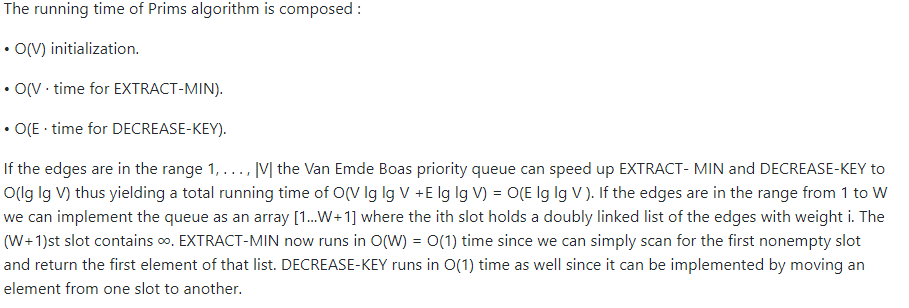 The running time of Prims algorithm is composed :
• O(V) initialization.
• O(V · time for EXTRACT-MIN).
• O(E · time for DECREASE-KEY).
If the edges are in the range 1, . . . , |V| the Van Emde Boas priority queue can speed up EXTRACT- MIN and DECREASE-KEY to
O(lg lg V) thus yielding a total running time of O(V lg lg V +E lg lg V) = O(E lg lg V ). If the edges are in the range from 1 to W
we can implement the queue as an array [1...W+1] where the ith slot holds a doubly linked list of the edges with weight i. The
(W+1)st slot contains ∞. EXTRACT-MIN now runs in O(W) = O(1) time since we can simply scan for the first nonempty slot
and return the first element of that list. DECREASE-KEY runs in O(1) time as well since it can be implemented by moving an
element from one slot to another.